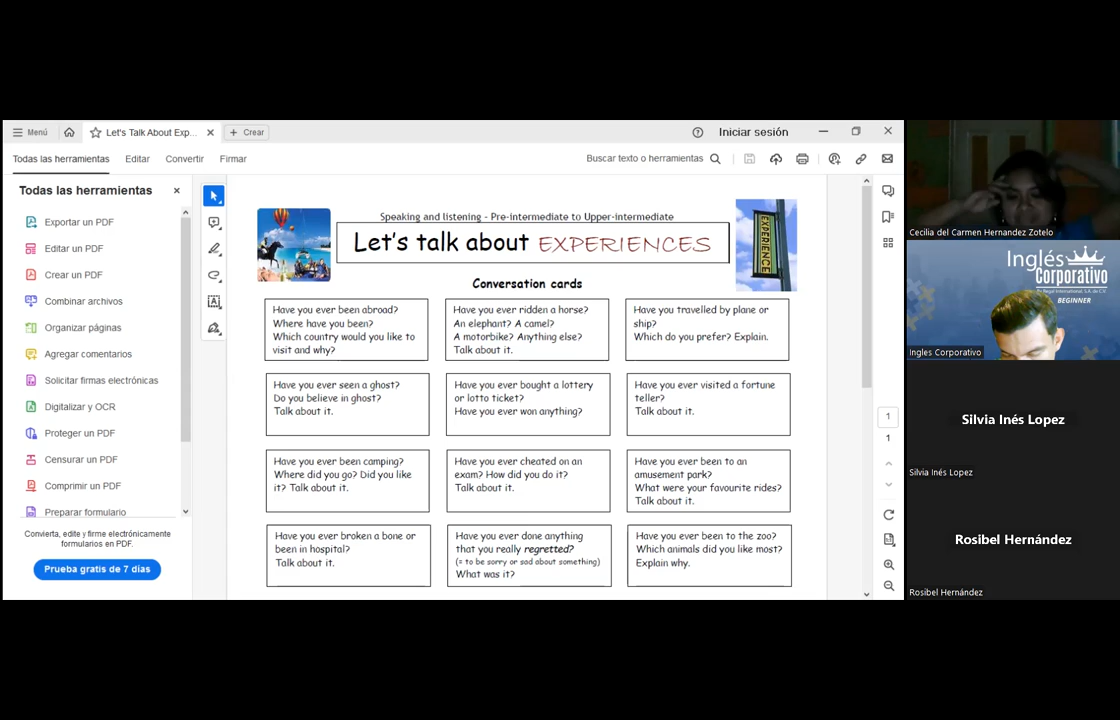 Menú
Let's Talk About Exp...
Crear
Iniciar sesión
Todas las herramientas
Editar
Convertir
Firmar
Buscar texto o herramientas
Todas las herramientas
Exportar un PDF
Editar un PDF
Crear un PDF
Combinar archivos
Organizar páginas
Agregar comentarios
Solicitar firmas electrónicas
Digitalizar y OCR
Proteger un PDF
Censurar un PDF
Comprimir un PDF
Preparar formulario
Convierta, edite y firme electrónicamente
formularios en PDF.
Prueba gratis de 7 días
Speaking and listening - Pre-intermediate to Upper-intermediate
Let's talk about EXPERIENCES
EXPERIENCE
Conversation cards
Have you ever been abroad?
Where have you been?
Which country would you like to
visit and why?
Have you ever ridden a horse?
An elephant? A camel?
A motorbike? Anything else?
Talk about it.
Have you travelled by plane or
ship?
Which do you prefer? Explain.
Have you ever seen a ghost?
Do you believe in ghost?
Talk about it.
Have you ever bought a lottery
or lotto ticket?
Have you ever won anything?
Have you ever visited a fortune
teller?
Talk about it.
Have you ever been camping?
Where did you go? Did you like
it? Talk about it.
Have you ever cheated on an
exam? How did you do it?
Talk about it.
Have you ever been to an
amusement park?
What were your favourite rides?
Talk about it.
Have you ever broken a bone or
been in hospital?
Talk about it.
Have you ever done anything
that you really regretted?
(= to be sorry or sad about something)
What was it?
Have you ever been to the zoo?
Which animals did you like most?
Explain why.
1
1
Cecilia del Carmen Hernandez Zotelo
Inglés
Corporativo
BEGINNER
Ingles Corporativo
Silvia Inés Lopez
Silvia Inés Lopez
Rosibel Hernández
Rosibel Hernández